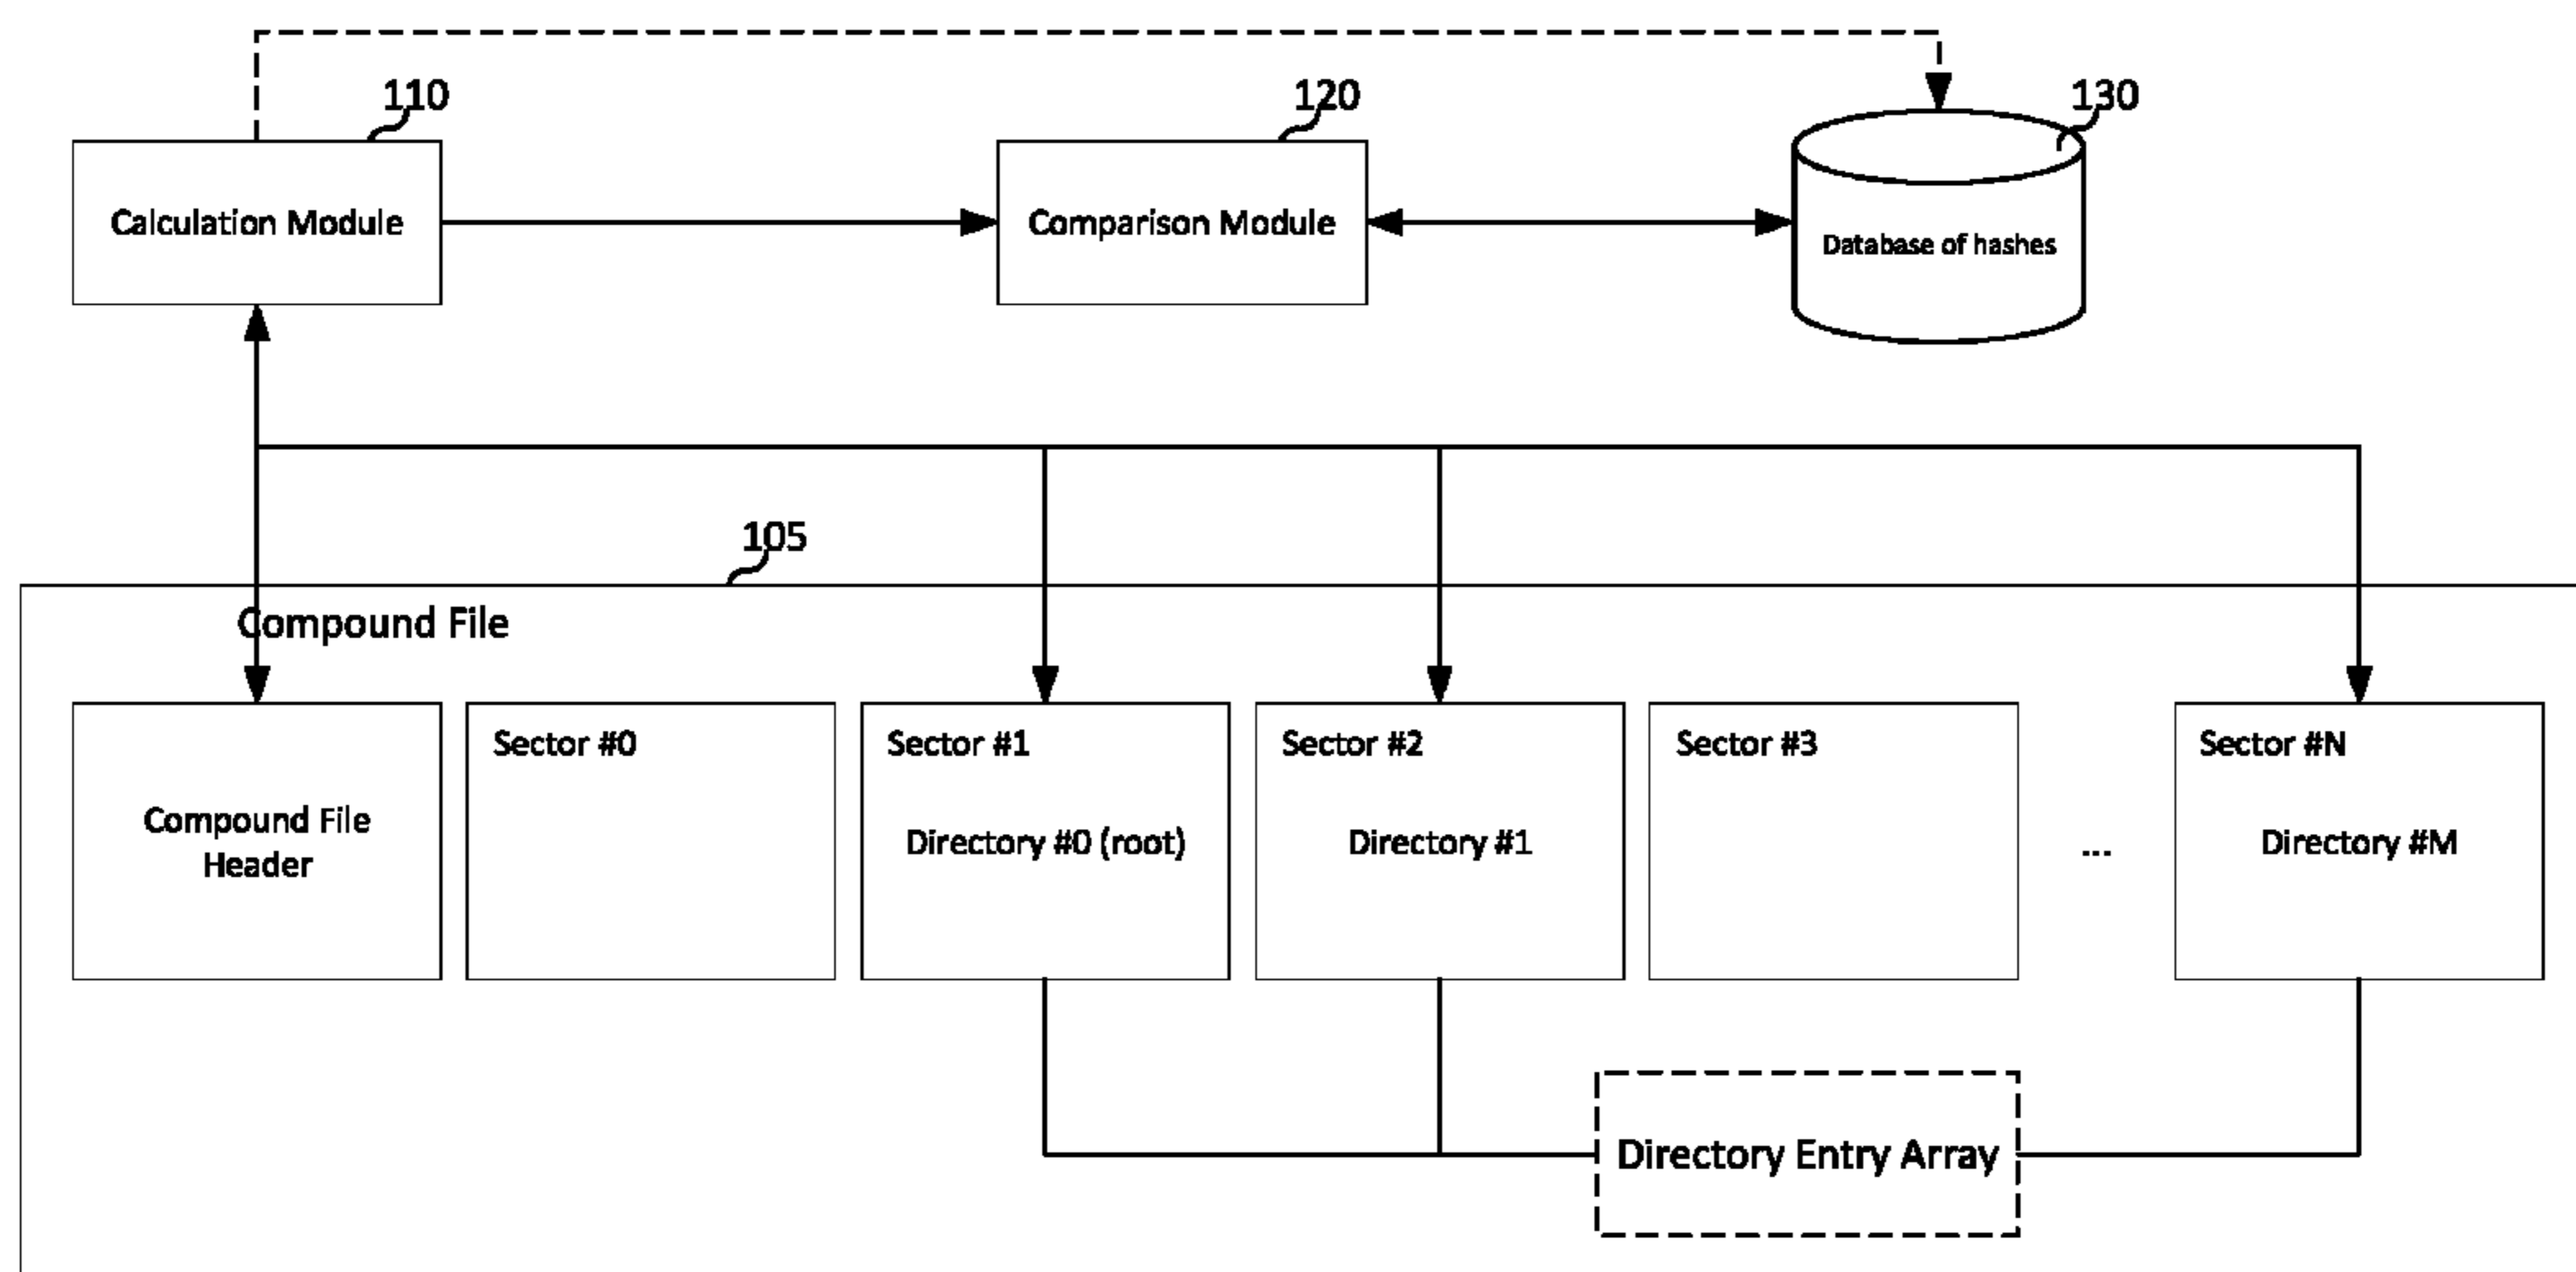 110
120
130
Calculation Module
Comparison Module
Database of hashes
105
Compound File
Sector #0
Sector #1
Sector #2
Sector #3
Sector #N
Compound File
Header
Directory #0 (root)
Directory #1
...
Directory #M
Directory Entry Array